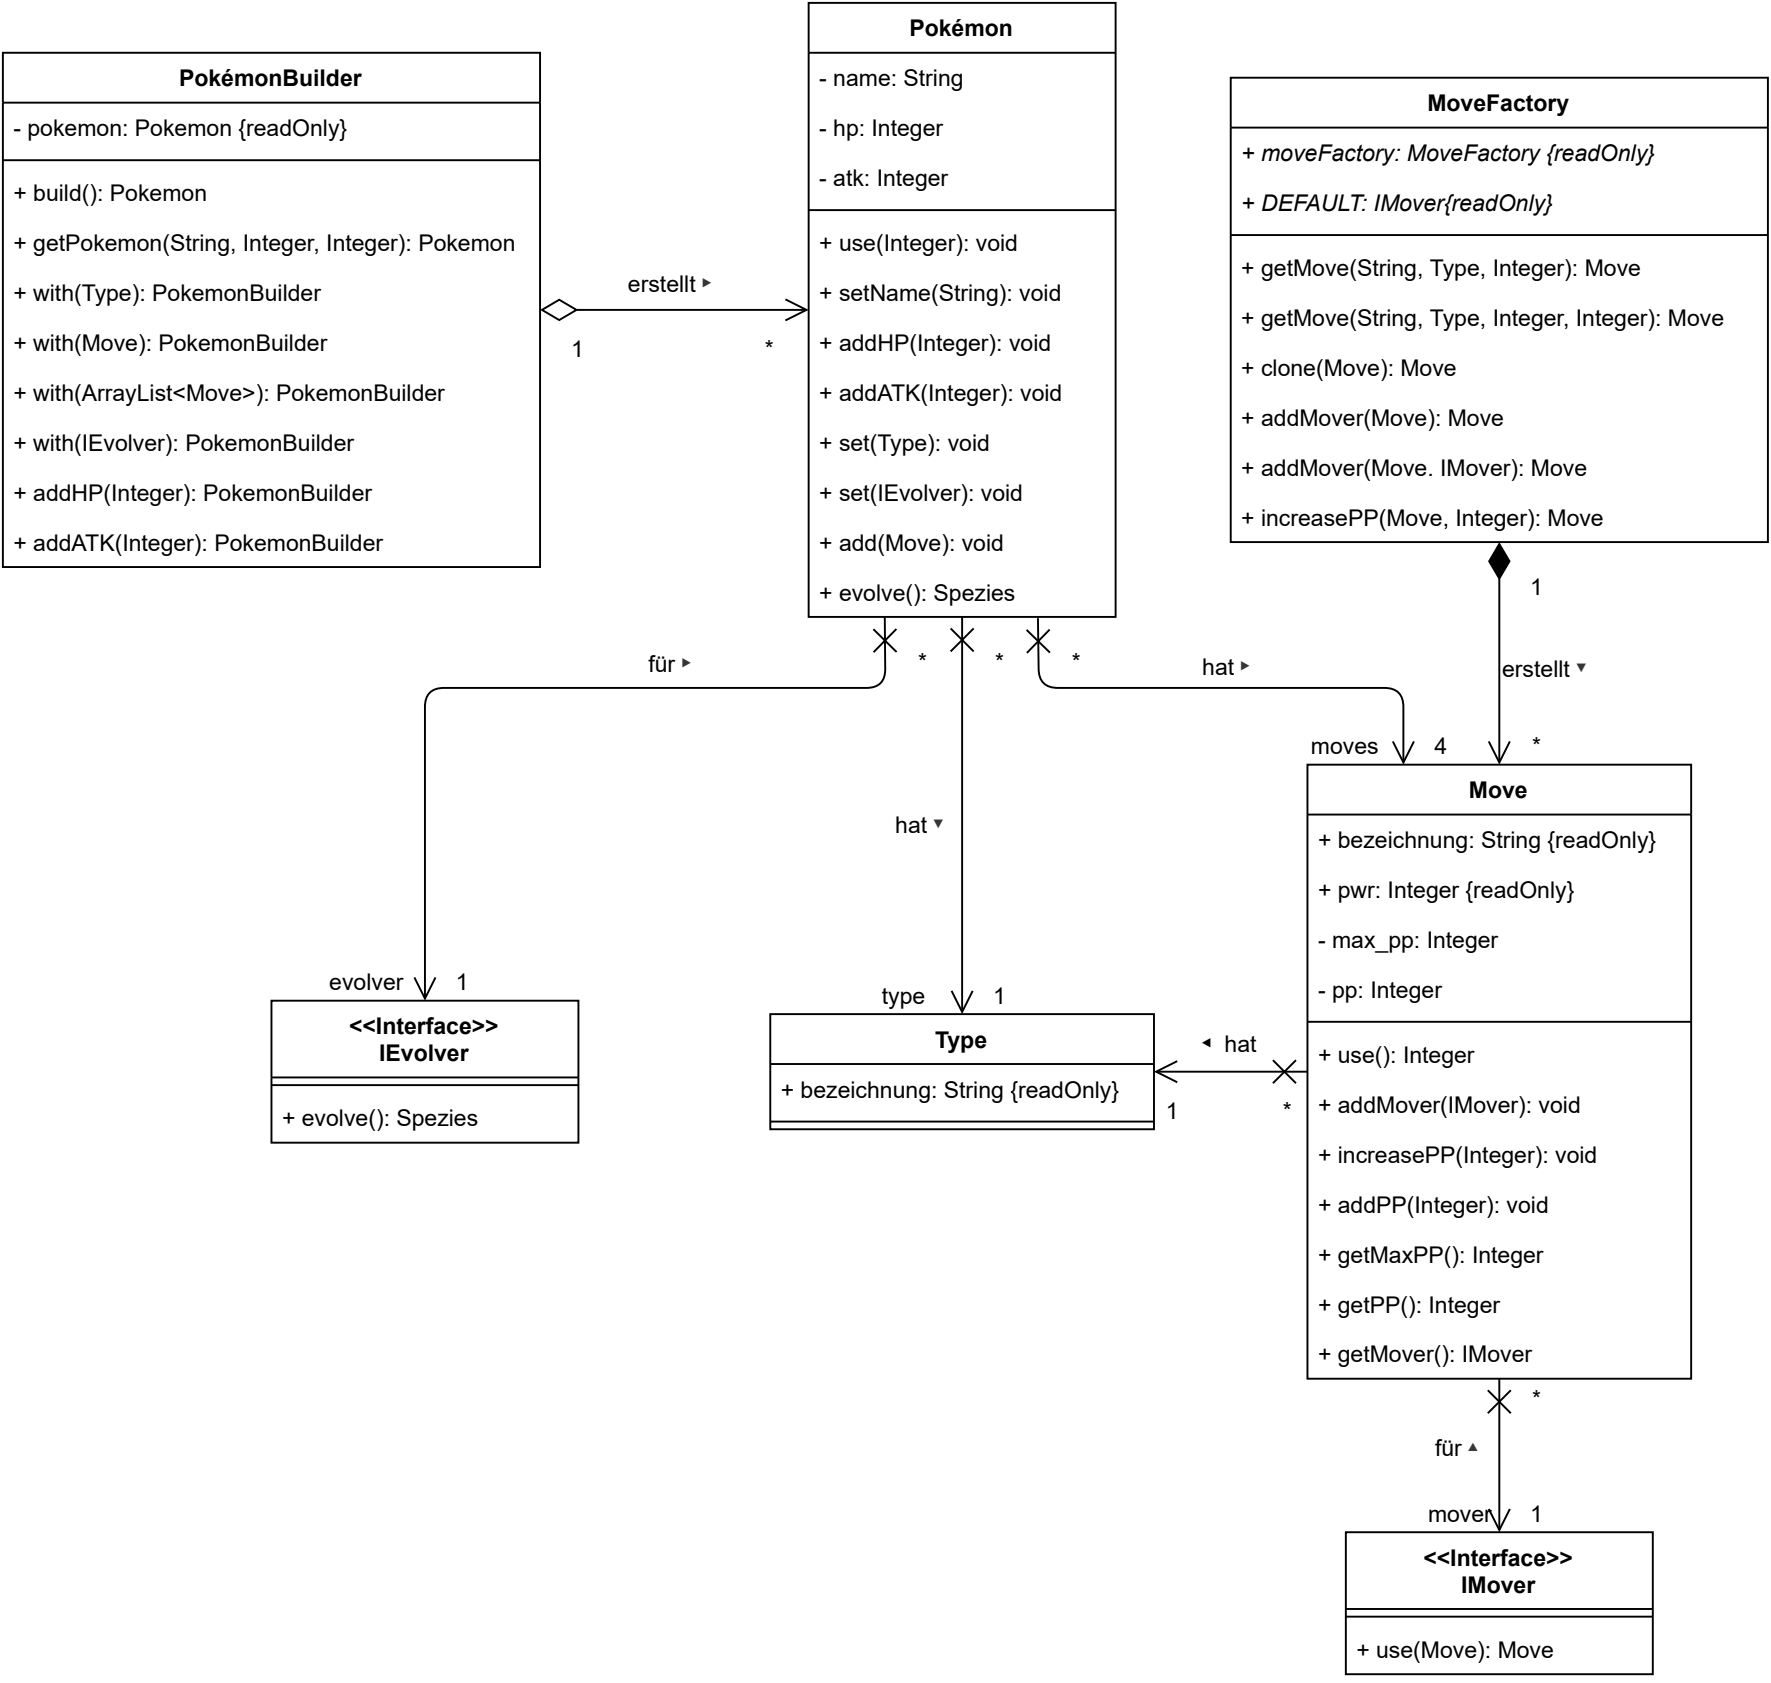 PokémonBuilder
- pokemon: Pokemon {readOnly}
+ build(): Pokemon
+ getPokemon(String, Integer, Integer): Pokemon
+ with(Type): PokemonBuilder
+ with(Move): PokemonBuilder
+ with(ArrayList<Move>): PokemonBuilder
+ with(IEvolver): PokemonBuilder
+ addHP(Integer): PokemonBuilder
+ addATK(Integer): PokemonBuilder
erstellt
1
*
Pokémon
- name: String
- hp: Integer
- atk: Integer
+ use(Integer): void
+ setName(String): void
+ addHP(Integer): void
+ addATK(Integer): void
+ set(Type): void
+ set(IEvolver): void
+ add(Move): void
+ evolve(): Spezies
MoveFactory
+ moveFactory: MoveFactory {readOnly}
+ DEFAULT: IMover{readOnly}
+ getMove(String, Type, Integer): Move
+ getMove(String, Type, Integer, Integer): Move
+ clone(Move): Move
+ addMover(Move): Move
+ addMover(Move. IMover): Move
+ increasePP(Move, Integer): Move
1
erstellt
*
für
*
*
*
hat
moves
4
hat
evolver
1
type
1
<<Interface>>
IEvolver
+ evolve(): Spezies
Type
+ bezeichnung: String {readOnly}
hat
1
*
Move
+ bezeichnung: String {readOnly}
+ pwr: Integer {readOnly}
- max_pp: Integer
- pp: Integer
+ use(): Integer
+ addMover(IMover): void
+ increasePP(Integer): void
+ addPP(Integer): void
+ getMaxPP(): Integer
+ getPP(): Integer
+ getMover(): IMover
*
für
mover
1
<<Interface>>
IMover
+ use(Move): Move